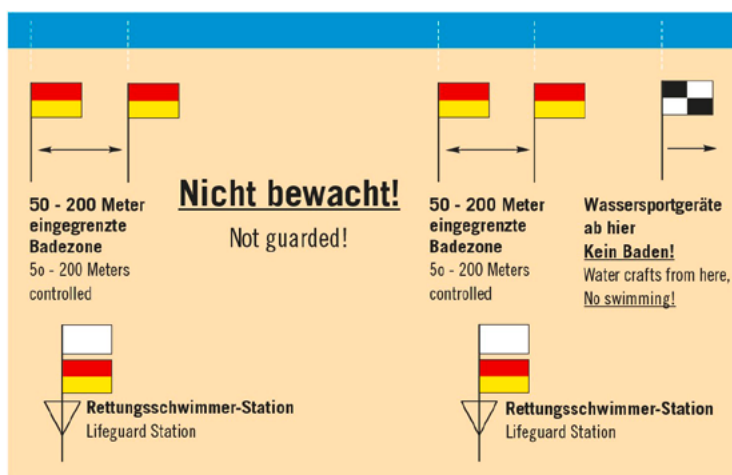 Nicht bewacht!
Not guarded!
50 - 200 Meter
eingegrenzte
Badezone
5o - 200 Meters
controlled
50 - 200 Meter
eingegrenzte
Badezone
5o - 200 Meters
controlled
Wassersportgeräte
ab hier
Kein Baden!
Water crafts from here,
No swimming!
Rettungsschwimmer-Station
Lifeguard Station
Rettungsschwimmer-Station
Lifeguard Station